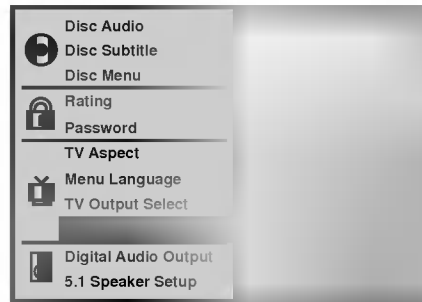 Disc Audio
Disc Subtitle
Disc Menu
Rating
Password
TV Aspect
Menu Language
TV Output Select
Digital Audio Output
5.1 Speaker Setup